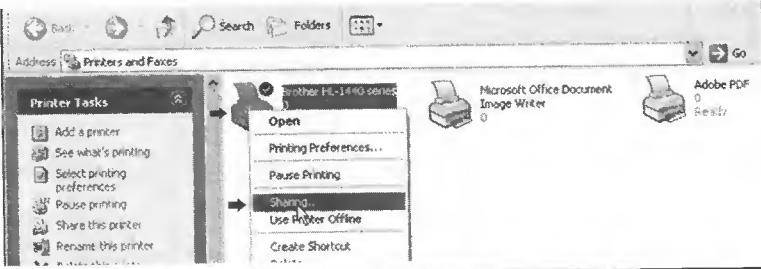 Back
Search
Folders
Address
Printers and Faxes
Go
Printer Tasks
Add a printer
See what's printing
Select printing
preferences
Pause printing
Share this printer
Rename this printer
Brother HL-1440 series
0
Open
Printing Preferences...
Pause Printing
Sharing...
Use Printer Offline
Create Shortcut
Microsoft Office Document
Image Writer
0
Adobe PDF
0
Ready